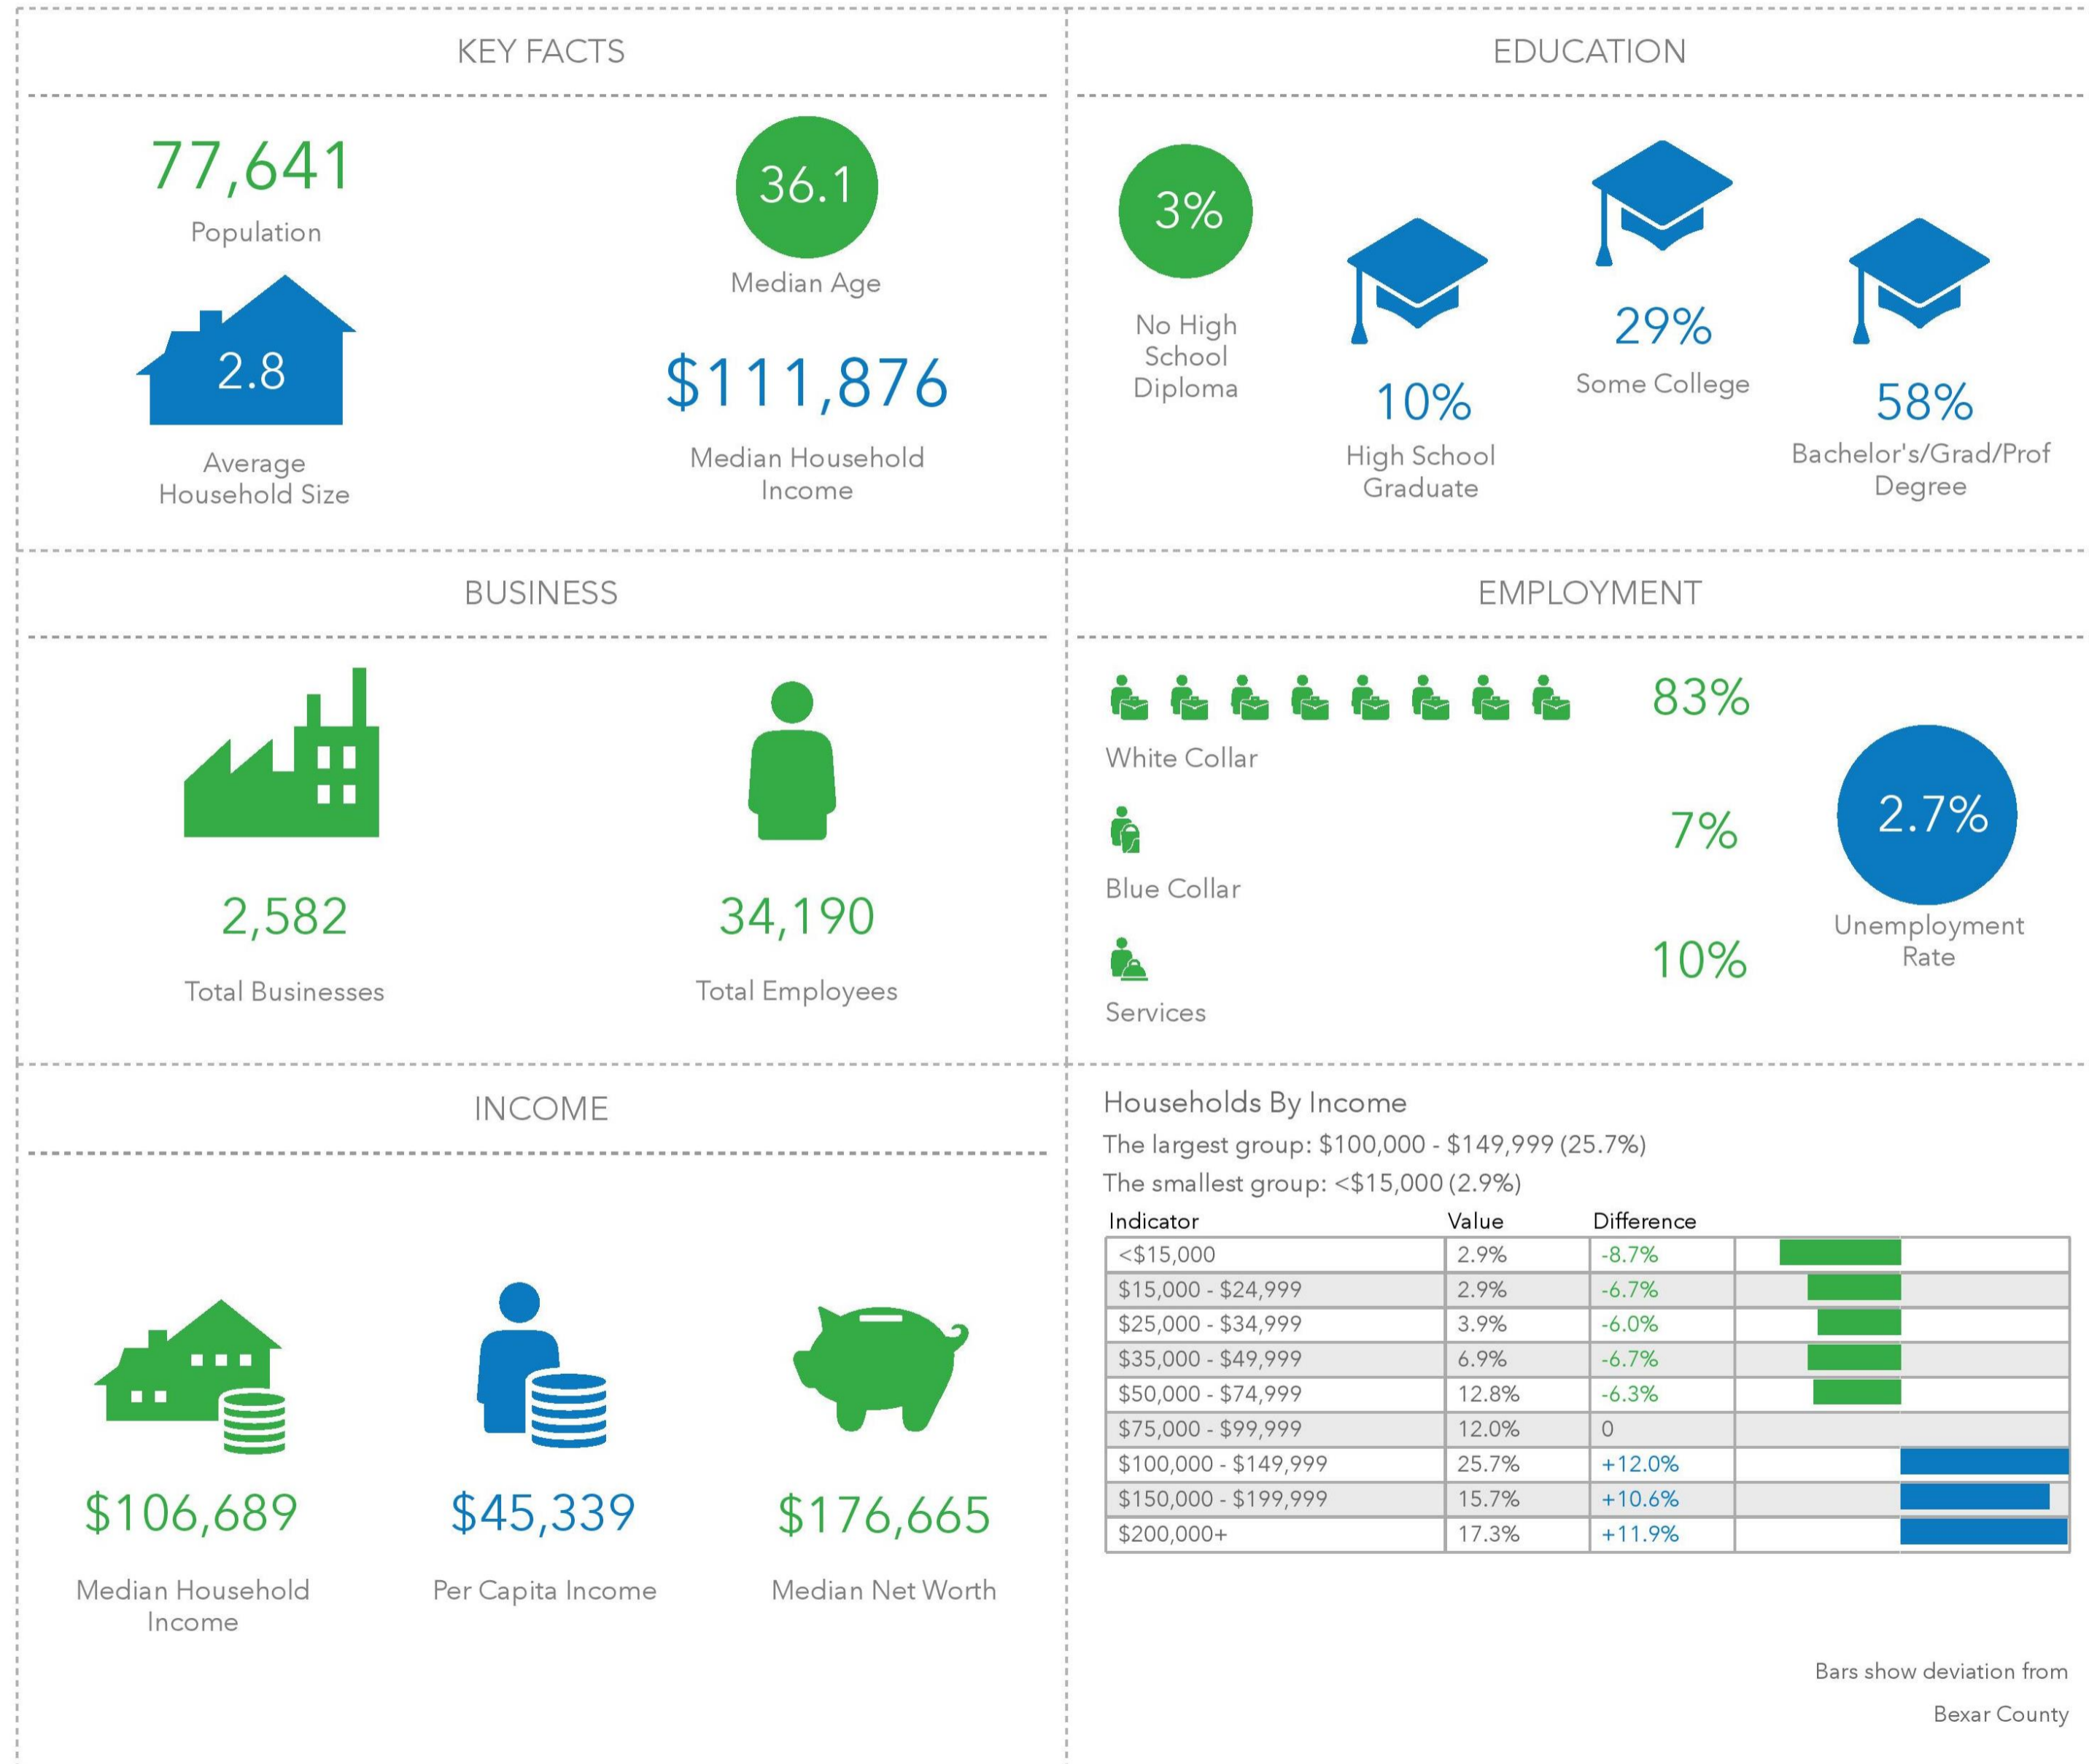 KEY FACTS
77,641
Population
36.1
Median Age
2.8
Average
Household Size
$111,876
Median Household
Income
EDUCATION
3%
No High
School
Diploma
10%
High School
Graduate
29%
Some College
58%
Bachelor's/Grad/Prof
Degree
BUSINESS
2,582
Total Businesses
34,190
Total Employees
EMPLOYMENT
83%
White Collar
7%
Blue Collar
10%
Services
2.7%
Unemployment
Rate
INCOME
$106,689
Median Household
Income
$45,339
Per Capita Income
$176,665
Median Net Worth
Households By Income
The largest group: $100,000 - $149,999 (25.7%)
The smallest group: <$15,000 (2.9%)
Indicator Value Difference
<$15,000 2.9% -8.7%
$15,000 - $24,999 2.9% -6.7%
$25,000 - $34,999 3.9% -6.0%
$35,000 - $49,999 6.9% -6.7%
$50,000 - $74,999 12.8% -6.3%
$75,000 - $99,999 12.0% 0
$100,000 - $149,999 25.7% +12.0%
$150,000 - $199,999 15.7% +10.6%
$200,000+ 17.3% +11.9%
Bars show deviation from
Bexar County